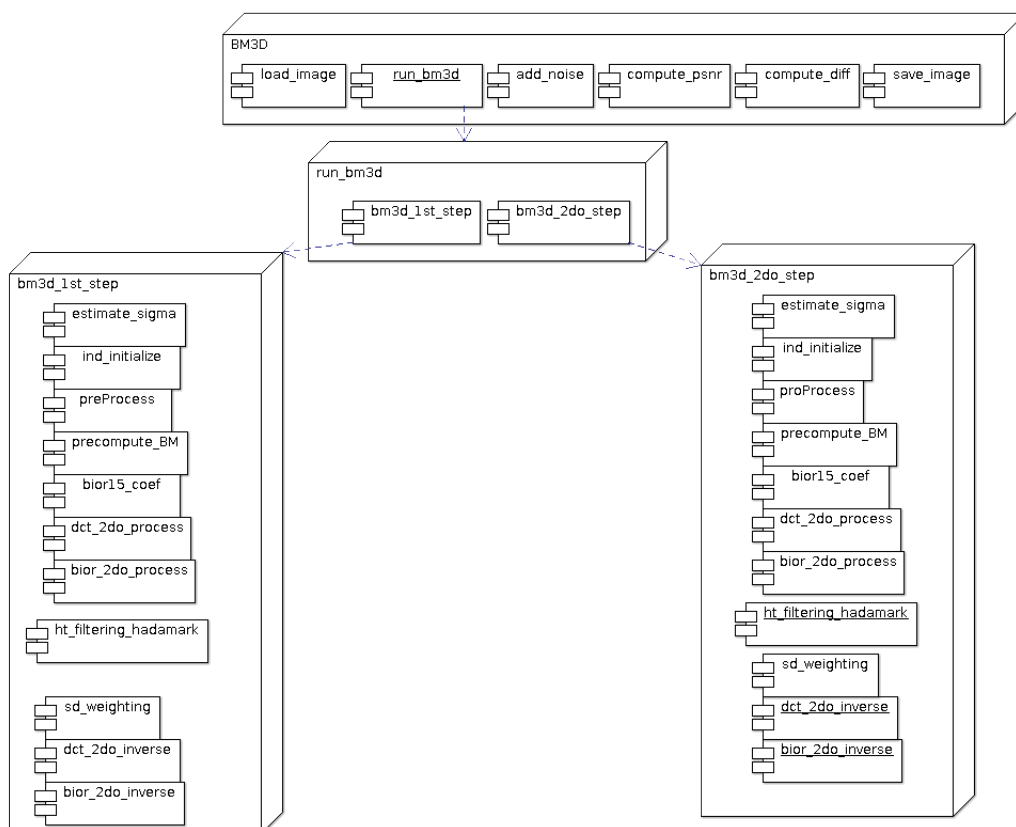 BM3D
load_image
run_bm3d
add_noise
compute_psnr
compute_diff
save_image
run_bm3d
bm3d_1st_step
bm3d_2do_step
bm3d_1st_step
estimate_sigma
ind_initialize
preProcess
precompute_BM
bior15_coef
dct_2do_process
bior_2do_process
ht_filtering_hadamark
sd_weighting
dct_2do_inverse
bior_2do_inverse
bm3d_2do_step
estimate_sigma
ind_initialize
proProcess
precompute_BM
bior15_coef
dct_2do_process
bior_2do_process
ht_filtering_hadamark
sd_weighting
dct_2do_inverse
bior_2do_inverse